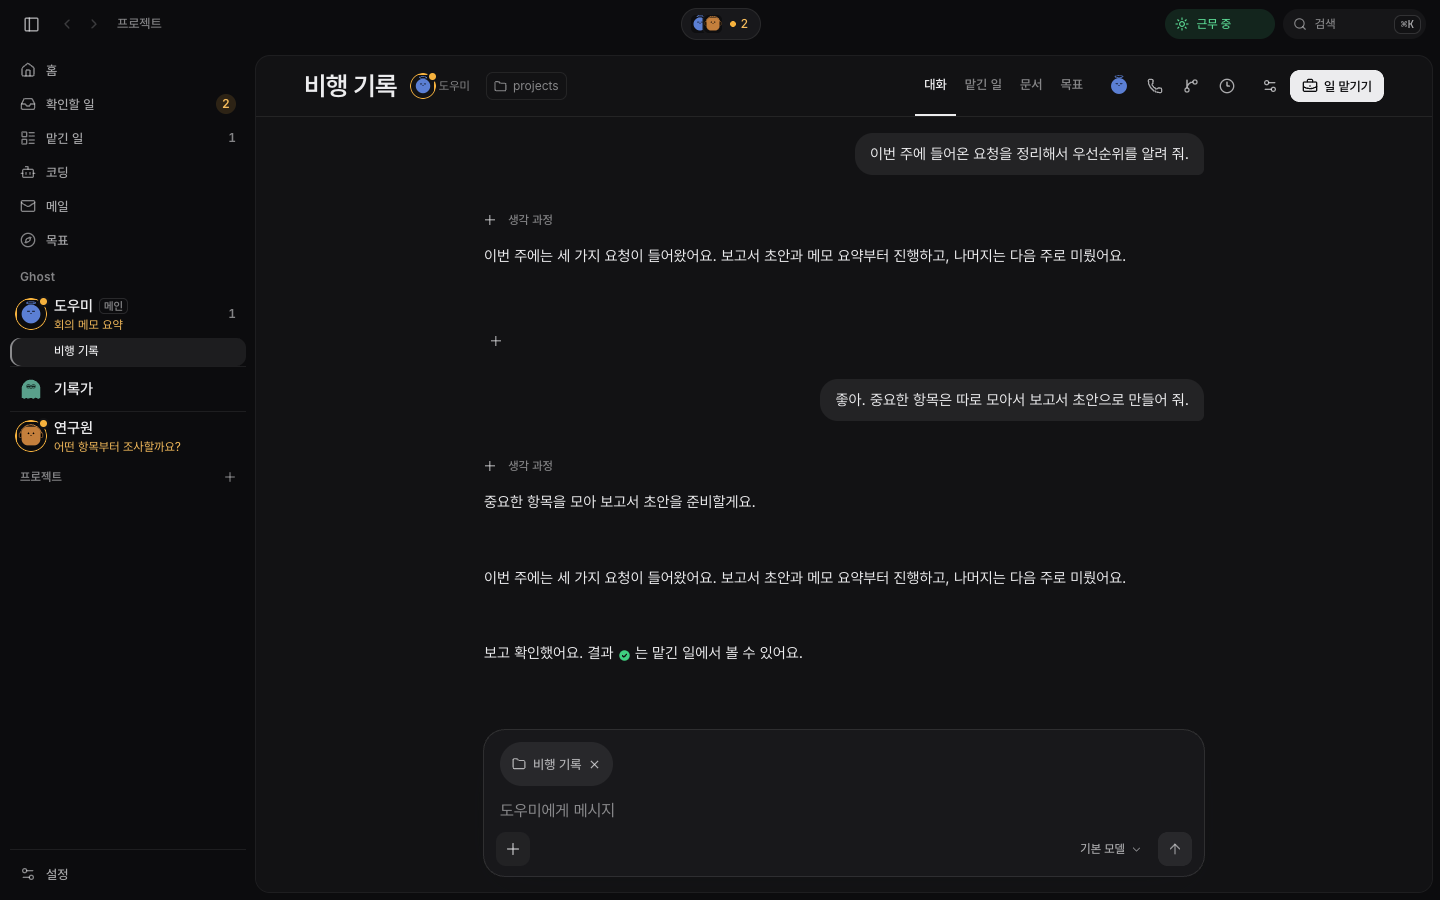 프로젝트
2
근무 중
검색
⌘K
홈
확인할 일
2
맡긴 일
1
코딩
메일
목표
Ghost
도우미
메인
회의 메모 요약
1
비행 기록
기록가
연구원
어떤 항목부터 조사할까요?
프로젝트
설정
비행 기록
도우미
projects
대화
맡긴 일
문서
목표
일 맡기기
이번 주에 들어온 요청을 정리해서 우선순위를 알려 줘.
생각 과정
이번 주에는 세 가지 요청이 들어왔어요. 보고서 초안과 메모 요약부터 진행하고, 나머지는 다음 주로 미뤘어요.
좋아. 중요한 항목은 따로 모아서 보고서 초안으로 만들어 줘.
생각 과정
중요한 항목을 모아 보고서 초안을 준비할게요.
이번 주에는 세 가지 요청이 들어왔어요. 보고서 초안과 메모 요약부터 진행하고, 나머지는 다음 주로 미뤘어요.
보고 확인했어요. 결과 는 맡긴 일에서 볼 수 있어요.
비행 기록
도우미에게 메시지
기본 모델